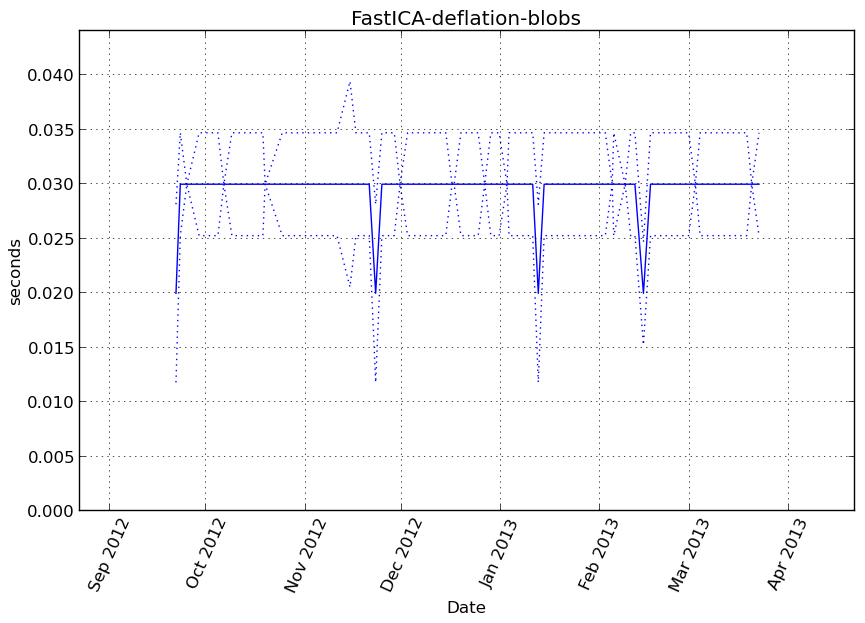 FastICA-deflation-blobs
0.040
0.035
0.030
0.025
0.020
0.015
0.010
0.005
0.000
seconds
Sep 2012
Oct 2012
Nov 2012
Dec 2012
Jan 2013
Feb 2013
Mar 2013
Apr 2013
Date